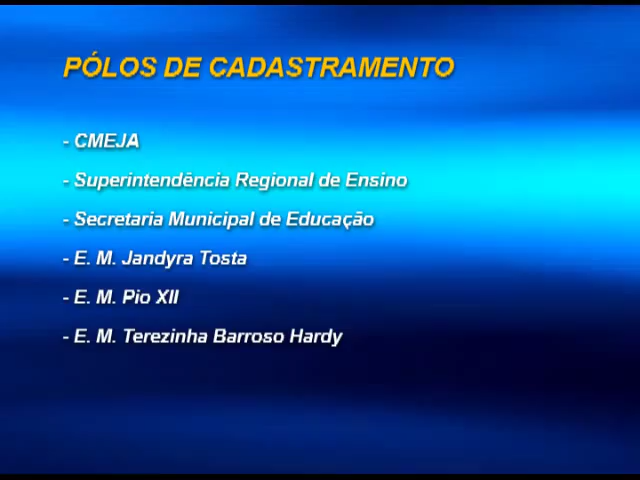 PÓLOS DE CADASTRAMENTO
- CMEJA
- Superintendência Regional de Ensino
- Secretaria Municipal de Educação
- E. M. Jandyra Tosta
- E. M. Pio XII
- E. M. Terezinha Barroso Hardy